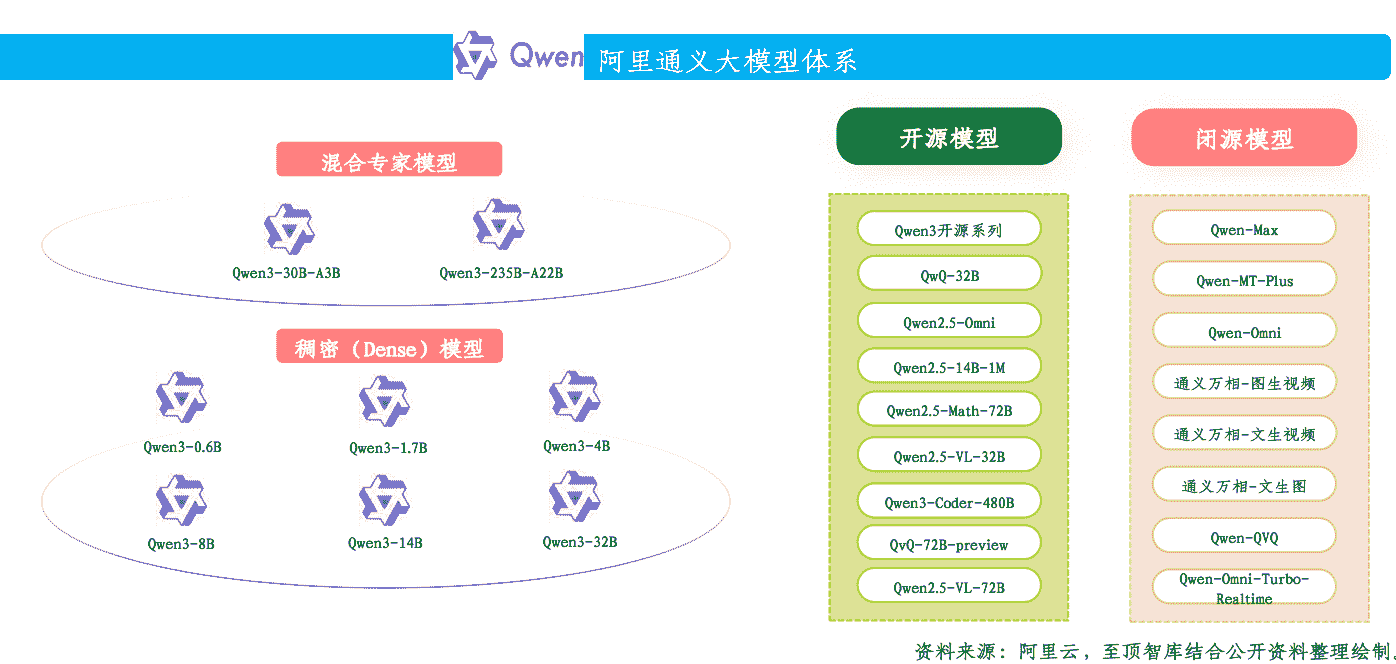 Qwen 阿里通义大模型体系
混合专家模型
Qwen3-30B-A3B
Qwen3-235B-A22B
稠密（Dense）模型
Qwen3-0.6B
Qwen3-1.7B
Qwen3-4B
Qwen3-8B
Qwen3-14B
Qwen3-32B
开源模型
Qwen3开源系列
QwQ-32B
Qwen2.5-Omni
Qwen2.5-14B-1M
Qwen2.5-Math-72B
Qwen2.5-VL-32B
Qwen3-Coder-480B
QvQ-72B-preview
Qwen2.5-VL-72B
闭源模型
Qwen-Max
Qwen-MT-Plus
Qwen-Omni
通义万相-图生视频
通义万相-文生视频
通义万相-文生图
Qwen-QVQ
Qwen-Omni-Turbo-
Realtime
资料来源：阿里云，至顶智库结合公开资料整理绘制.